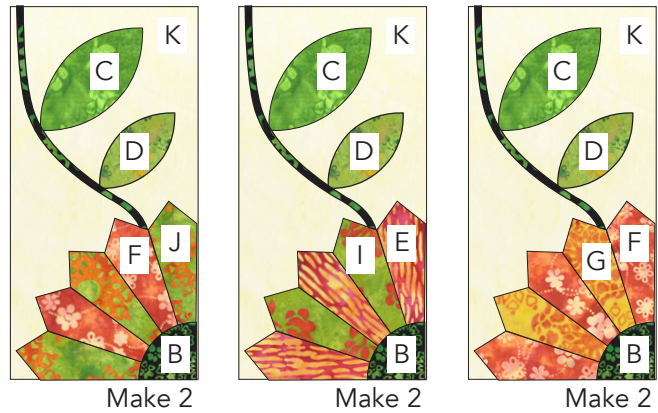 K K K
C C C
D D D
F J I E G F
B B B
Make 2 Make 2 Make 2